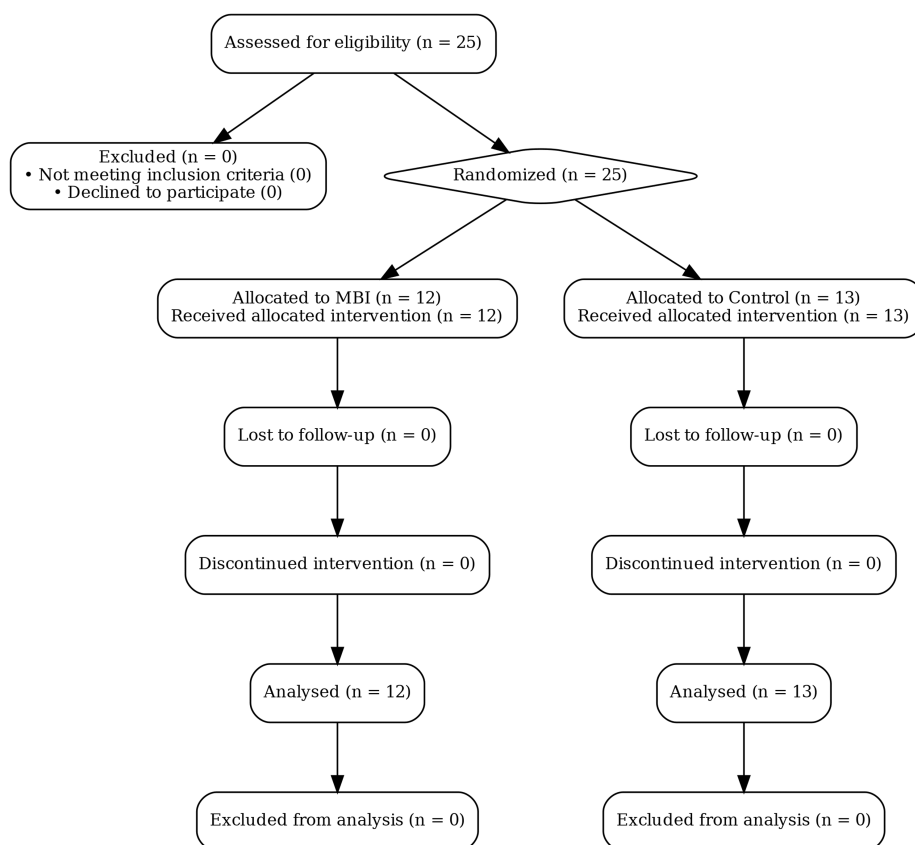 Assessed for eligibility (n = 25)
Excluded (n = 0)
• Not meeting inclusion criteria (0)
• Declined to participate (0)
Randomized (n = 25)
Allocated to MBI (n = 12)
Received allocated intervention (n = 12)
Allocated to Control (n = 13)
Received allocated intervention (n = 13)
Lost to follow-up (n = 0)
Lost to follow-up (n = 0)
Discontinued intervention (n = 0)
Discontinued intervention (n = 0)
Analysed (n = 12)
Analysed (n = 13)
Excluded from analysis (n = 0)
Excluded from analysis (n = 0)